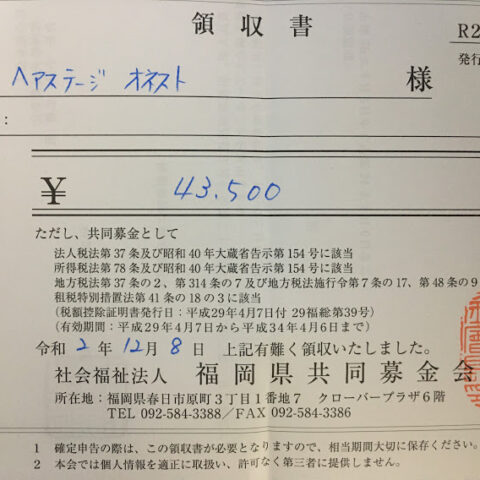 領収書
R2
発行
ヘアステージ オネスト 様
:
¥ 43.500
ただし、共同募金として
法人税法第37条及び昭和40年大蔵省告示第154号に該当
所得税法第78条及び昭和40年大蔵省告示第154号に該当
地方税法第37条の2、第314条の7及び地方税法施行令第7条の17、第48条の9
租税特別措置法第41条の18の3に該当
(税額控除証明書発行日:平成29年4月7日付 29福総第39号)
(有効期間:平成29年4月7日から平成34年4月6日まで)
令和 2 年 12 月 8 日 上記有難く領収いたしました。
社会福祉法人 福岡県共同募金会
所在地:福岡県春日市原町3丁目1番地7 クローバープラザ6階
TEL 092-584-3388/FAX 092-584-3386
1 確定申告の際は、この領収書が必要となりますので、相当期間大切に保存ください。
2 本会では個人情報を適正に取扱い、許可なく第三者に提供しません。